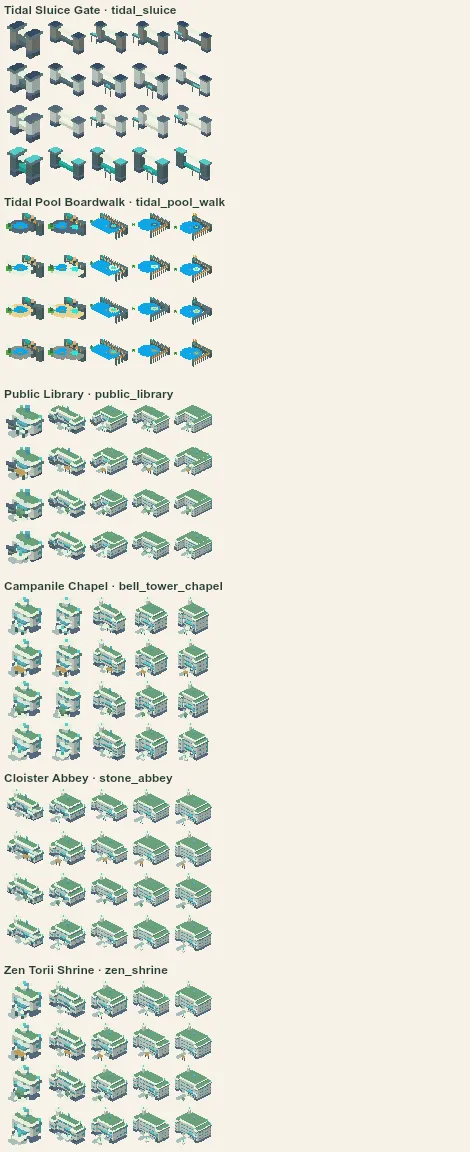 Tidal Sluice Gate · tidal_sluice
Tidal Pool Boardwalk · tidal_pool_walk
Public Library · public_library
Campanile Chapel · bell_tower_chapel
Cloister Abbey · stone_abbey
Zen Torii Shrine · zen_shrine